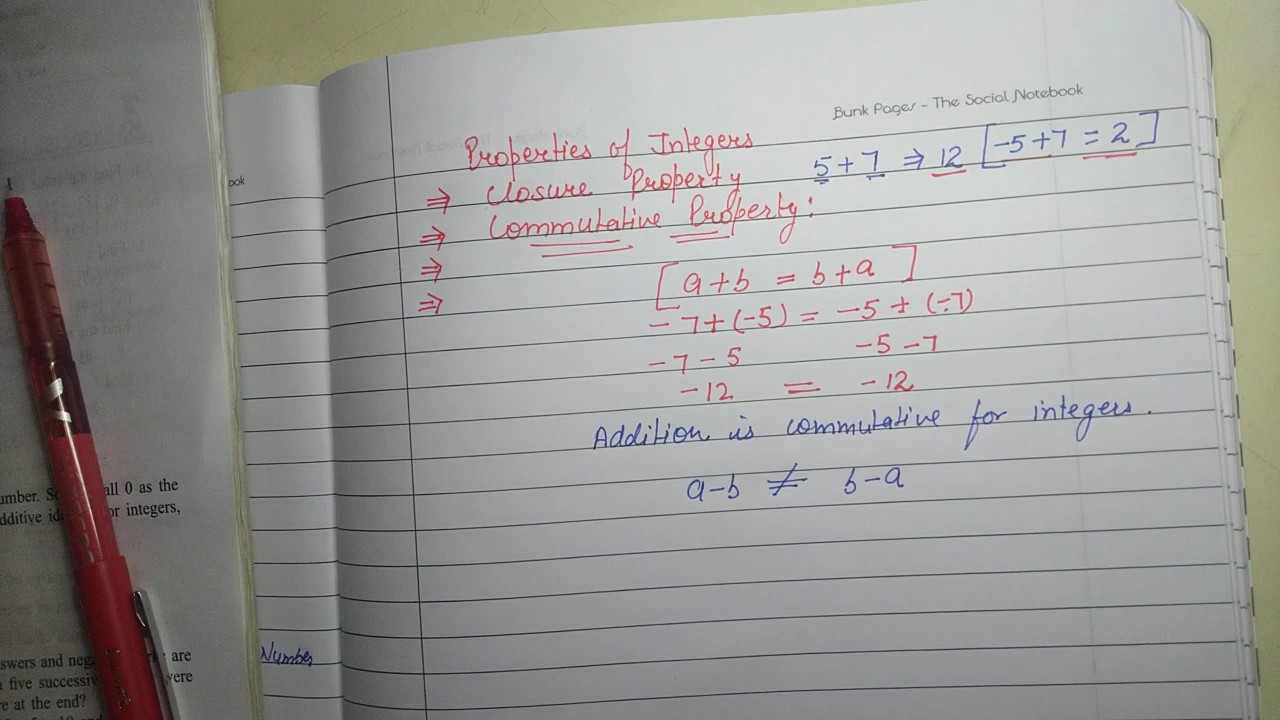 Bunk Pages - The Social Notebook
Properties of Integers
⇒ Closure Property 5 + 7 ⇒ 12 [-5+7 = 2]
⇒ Commutative Property:
⇒ [a+b = b+a]
⇒ -7+(-5) = -5 + (-7)
-7-5 -5-7
-12 = -12
Addition is commutative for integers.
a-b ≠ b-a
ook
Number
umber. S all 0 as the
dditive id or integers,
swers and neg are
five successiv were
re at the end?